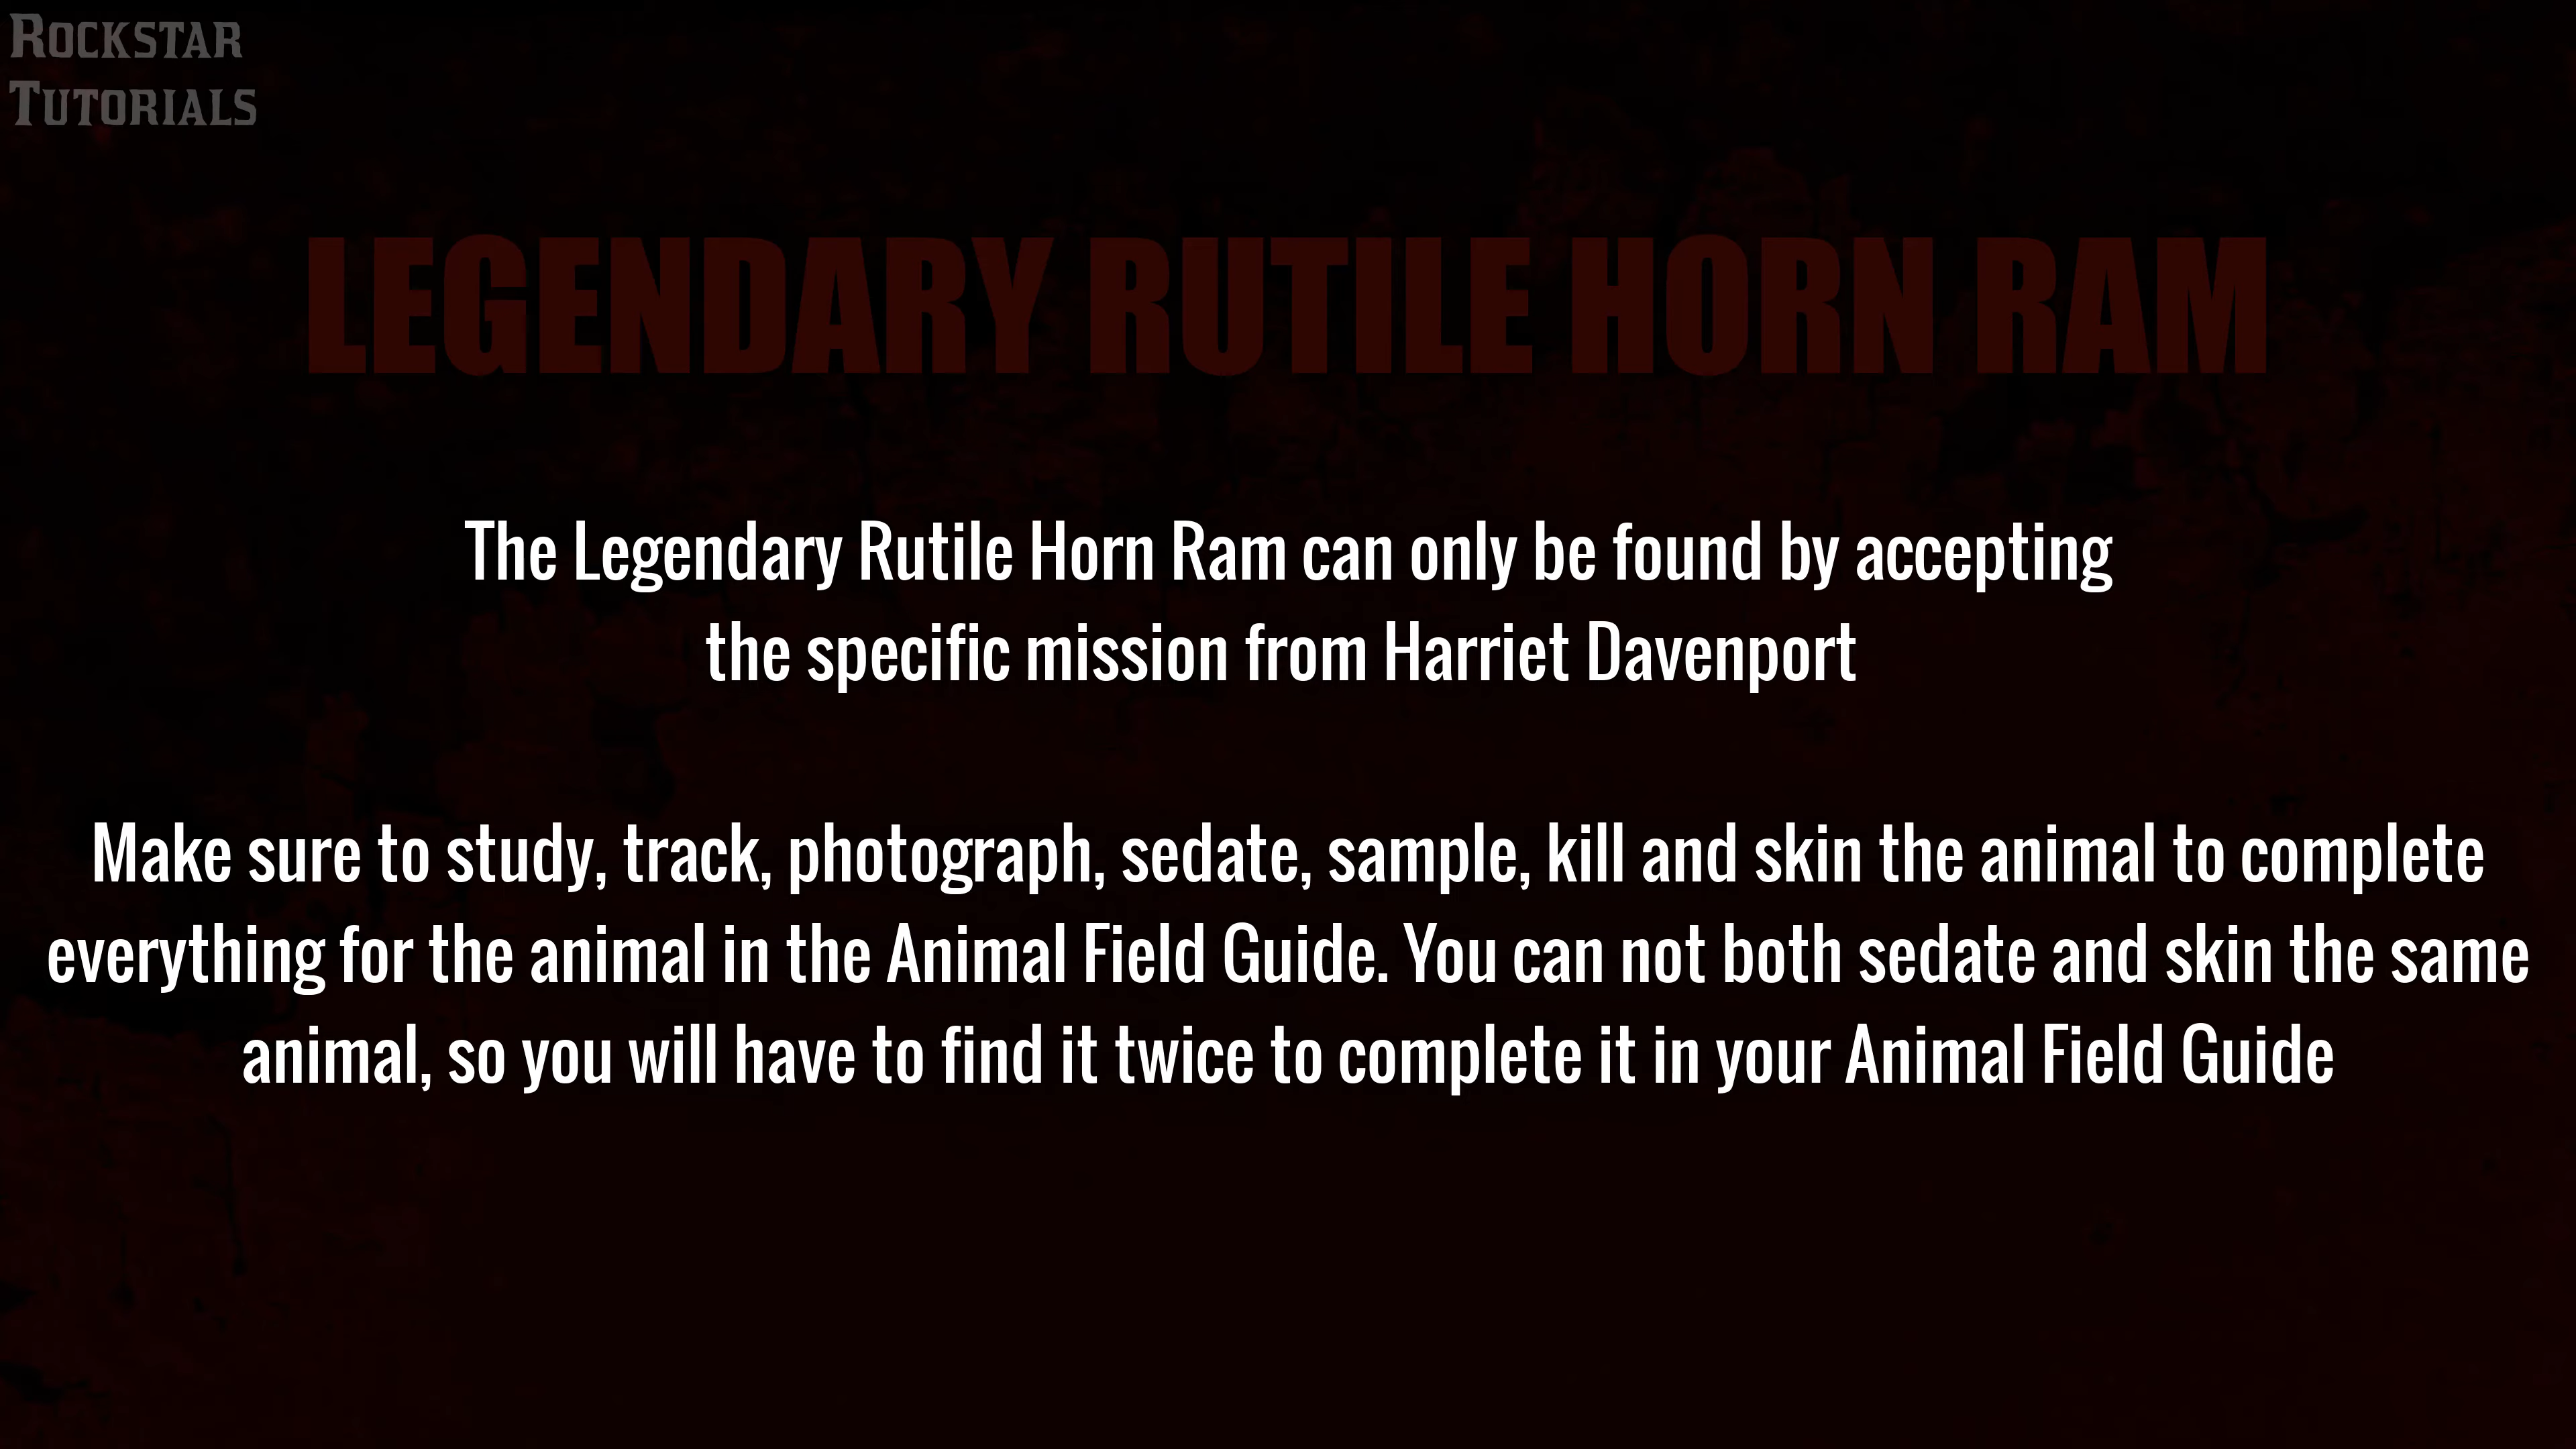 ROCKSTAR
TUTORIALS
LEGENDARY RUTILE HORN RAM
The Legendary Rutile Horn Ram can only be found by accepting
the specific mission from Harriet Davenport
Make sure to study, track, photograph, sedate, sample, kill and skin the animal to complete
everything for the animal in the Animal Field Guide. You can not both sedate and skin the same
animal, so you will have to find it twice to complete it in your Animal Field Guide